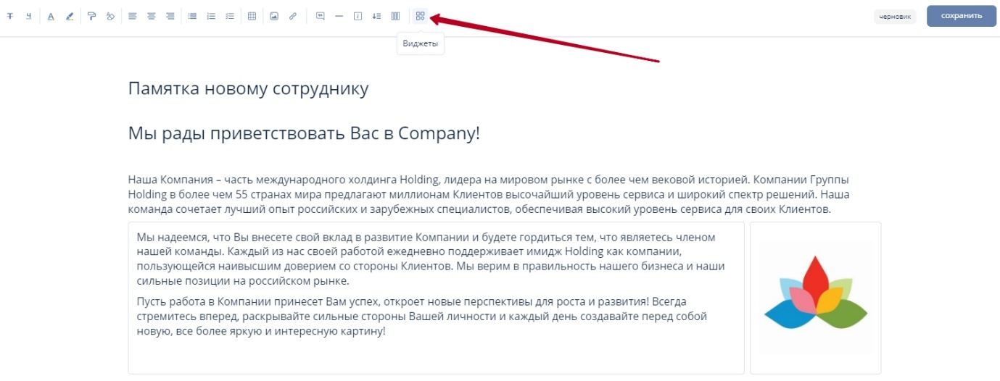 черновик
сохранить
Виджеты
Памятка новому сотруднику
Мы рады приветствовать Вас в Company!
Наша Компания – часть международного холдинга Holding, лидера на мировом рынке с более чем вековой историей. Компании Группы
Holding в более чем 55 странах мира предлагают миллионам Клиентов высочайший уровень сервиса и широкий спектр решений. Наша
команда сочетает лучший опыт российских и зарубежных специалистов, обеспечивая высокий уровень сервиса для своих Клиентов.
Мы надеемся, что Вы внесете свой вклад в развитие Компании и будете гордиться тем, что являетесь членом
нашей команды. Каждый из нас своей работой ежедневно поддерживает имидж Holding как компании,
пользующейся наивысшим доверием со стороны Клиентов. Мы верим в правильность нашего бизнеса и наши
сильные позиции на российском рынке.
Пусть работа в Компании принесет Вам успех, откроет новые перспективы для роста и развития! Всегда
стремитесь вперед, раскрывайте сильные стороны Вашей личности и каждый день создавайте перед собой
новую, все более яркую и интересную картину!